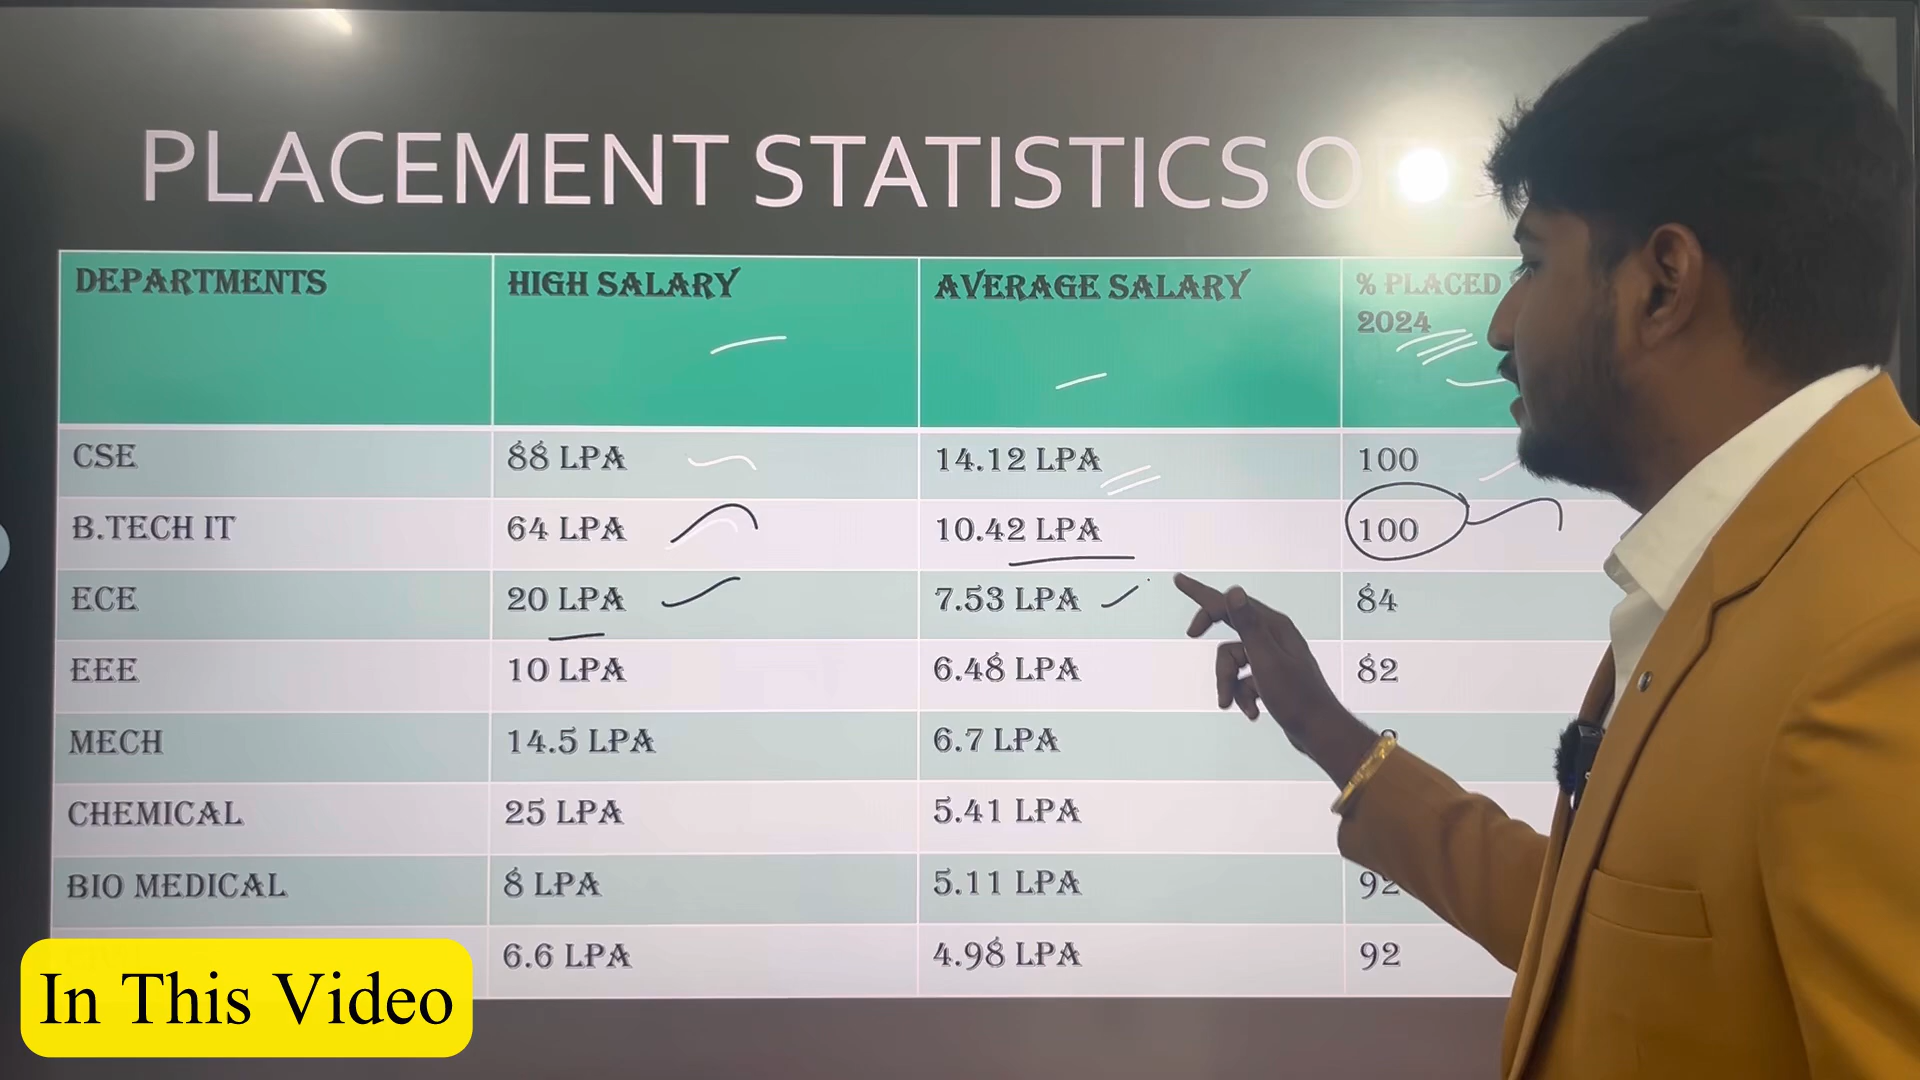 PLACEMENT STATISTICS
DEPARTMENTS HIGH SALARY AVERAGE SALARY % PLACED
2024
CSE 88 LPA 14.12 LPA 100
B.TECH IT 64 LPA 10.42 LPA 100
ECE 20 LPA 7.53 LPA 84
EEE 10 LPA 6.48 LPA 82
MECH 14.5 LPA 6.7 LPA
CHEMICAL 25 LPA 5.41 LPA
BIO MEDICAL 8 LPA 5.11 LPA 92
6.6 LPA 4.98 LPA 92
In This Video